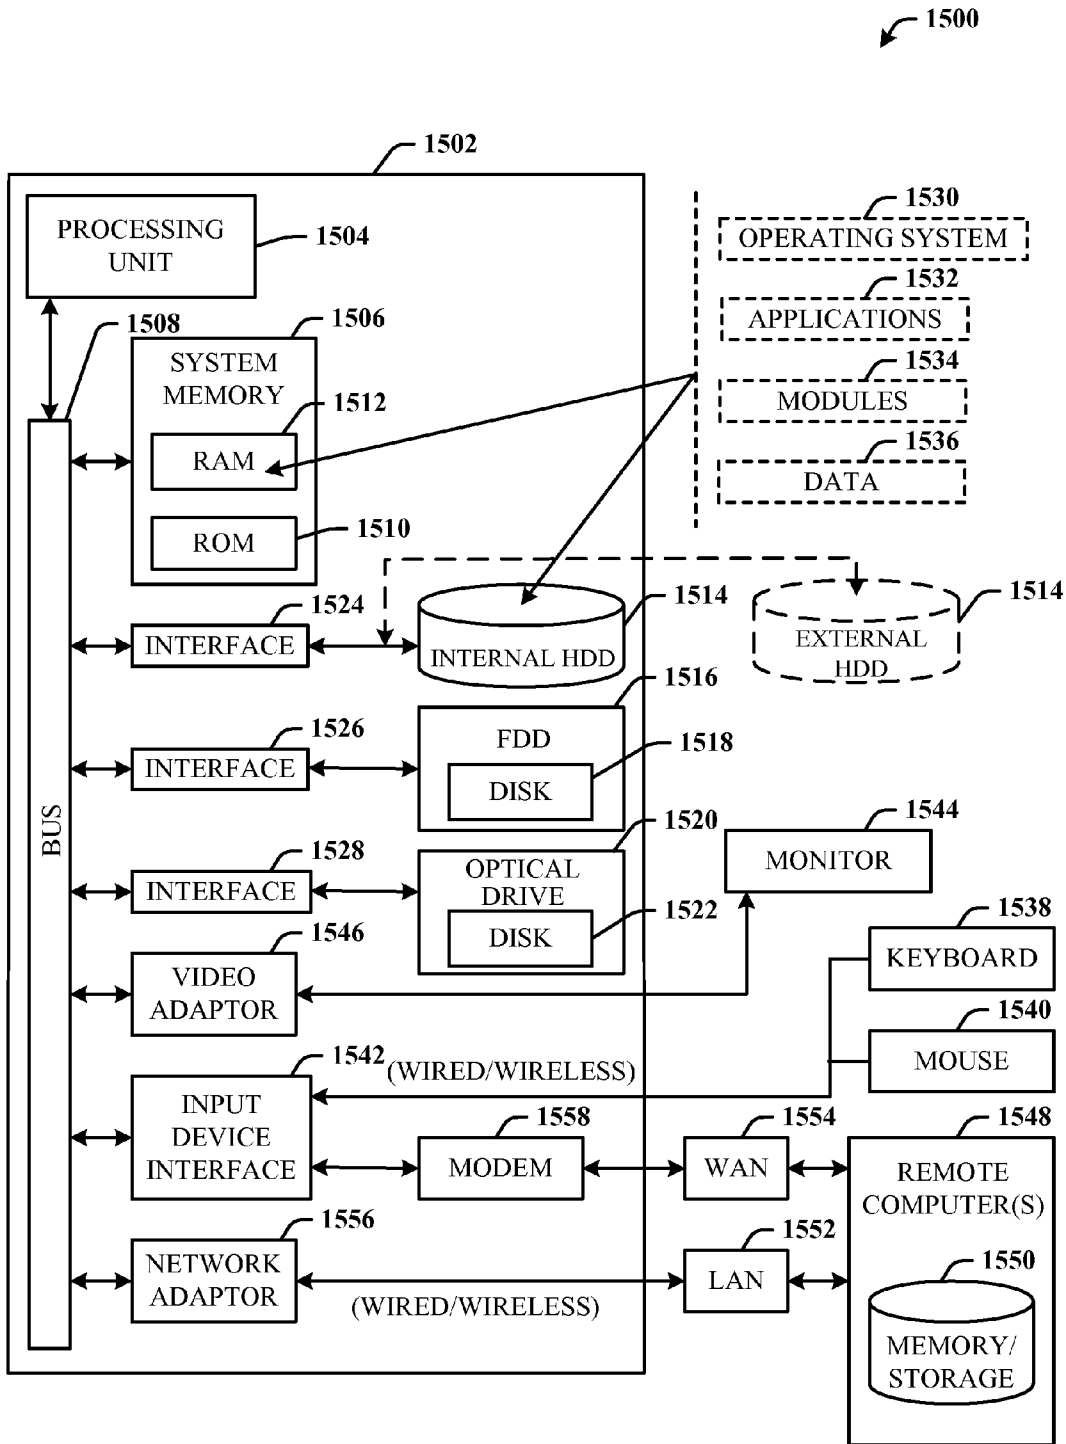 1500
1502
PROCESSING
UNIT
1504
1508
1506
SYSTEM
MEMORY
1512
RAM
ROM
1510
1530
OPERATING SYSTEM
1532
APPLICATIONS
1534
MODULES
1536
DATA
1524
INTERFACE
INTERNAL HDD
1514
EXTERNAL
HDD
1514
1516
1526
INTERFACE
FDD
1518
DISK
BUS
1520
1528
INTERFACE
OPTICAL
DRIVE
1522
DISK
1544
MONITOR
1546
VIDEO
ADAPTOR
1538
KEYBOARD
1540
MOUSE
1542
(WIRED/WIRELESS)
INPUT
DEVICE
INTERFACE
1558
MODEM
1554
WAN
1548
REMOTE
COMPUTER(S)
1556
NETWORK
ADAPTOR
(WIRED/WIRELESS)
1552
LAN
1550
MEMORY/
STORAGE